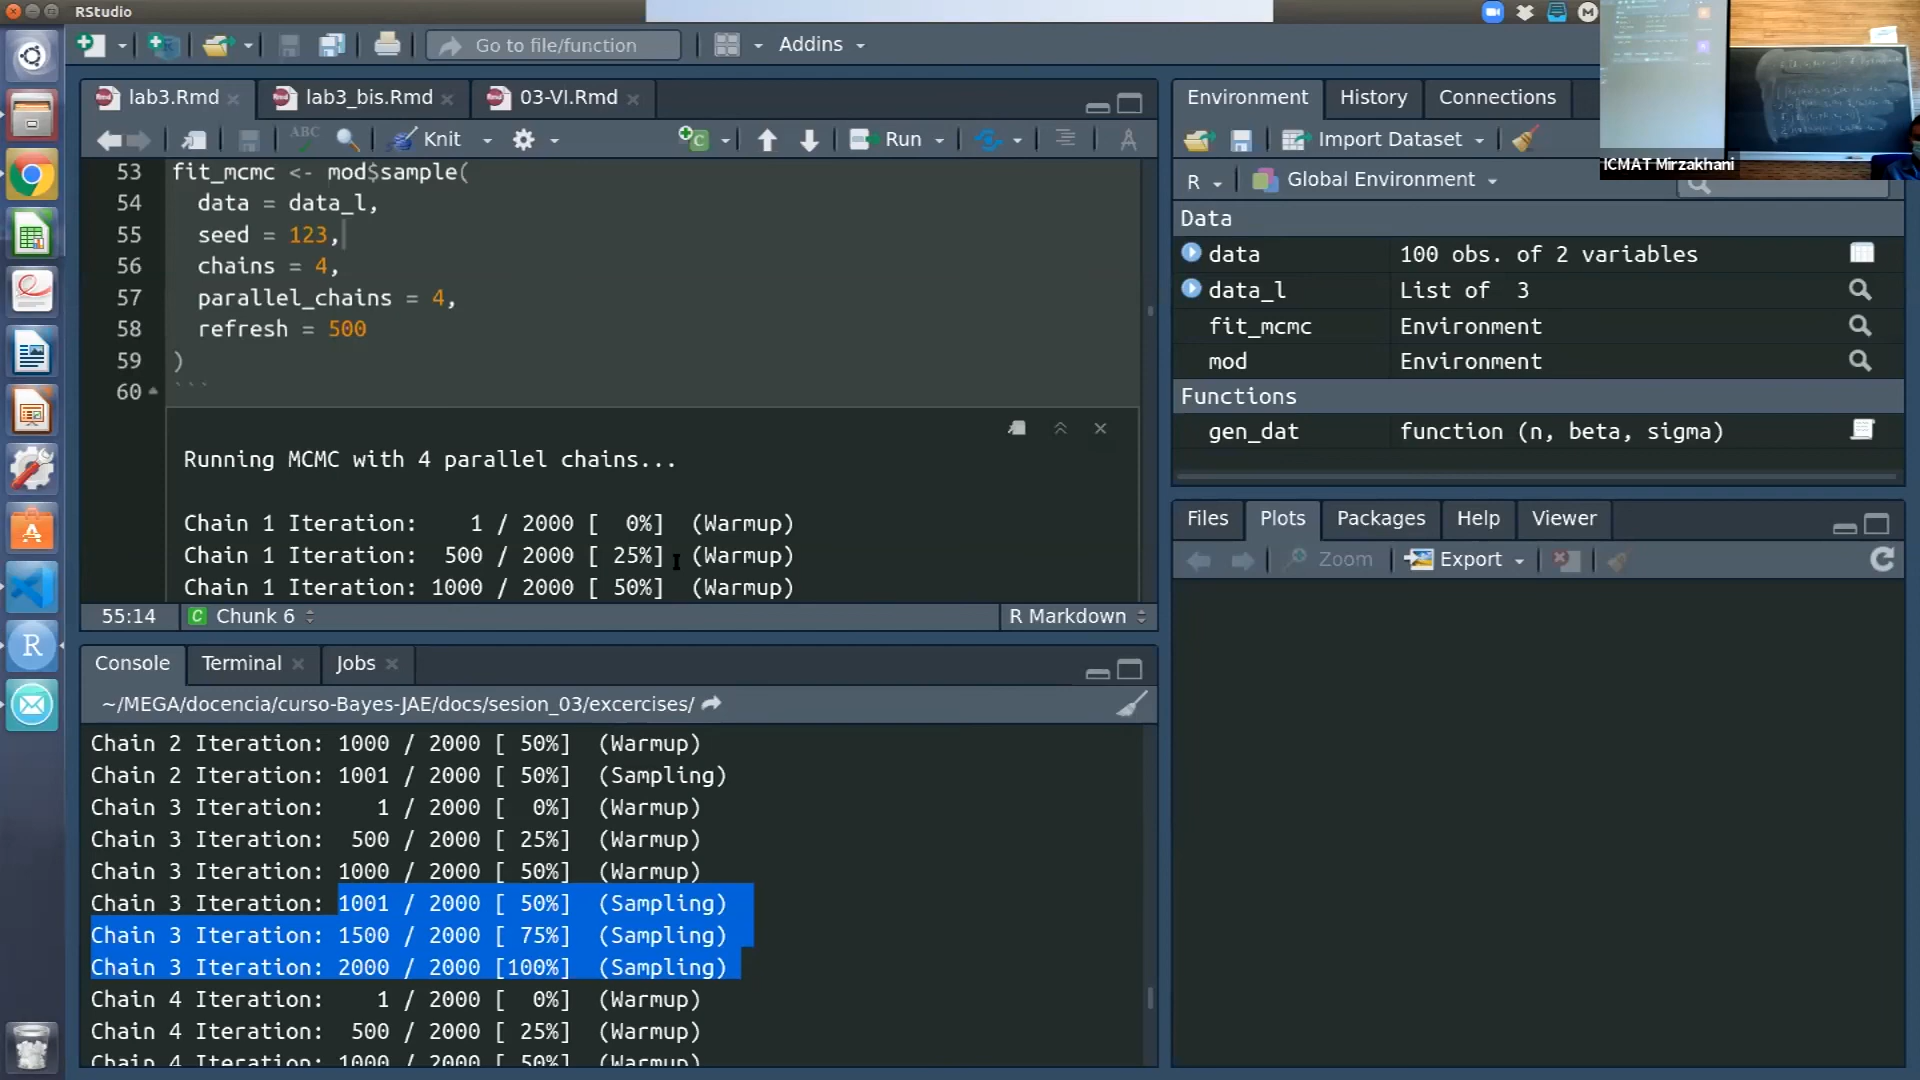 RStudio
Go to file/function
Addins
lab3.Rmd
lab3_bis.Rmd
03-VI.Rmd
ABC
Knit
Run
53 fit_mcmc <- mod$sample(
54 data = data_l,
55 seed = 123,
56 chains = 4,
57 parallel_chains = 4,
58 refresh = 500
59 )
60 ```
Running MCMC with 4 parallel chains...
Chain 1 Iteration: 1 / 2000 [ 0%] (Warmup)
Chain 1 Iteration: 500 / 2000 [ 25%] (Warmup)
Chain 1 Iteration: 1000 / 2000 [ 50%] (Warmup)
55:14 C Chunk 6 R Markdown
Console Terminal Jobs
~/MEGA/docencia/curso-Bayes-JAE/docs/sesion_03/excercises/
Chain 2 Iteration: 1000 / 2000 [ 50%] (Warmup)
Chain 2 Iteration: 1001 / 2000 [ 50%] (Sampling)
Chain 3 Iteration: 1 / 2000 [ 0%] (Warmup)
Chain 3 Iteration: 500 / 2000 [ 25%] (Warmup)
Chain 3 Iteration: 1000 / 2000 [ 50%] (Warmup)
Chain 3 Iteration: 1001 / 2000 [ 50%] (Sampling)
Chain 3 Iteration: 1500 / 2000 [ 75%] (Sampling)
Chain 3 Iteration: 2000 / 2000 [100%] (Sampling)
Chain 4 Iteration: 1 / 2000 [ 0%] (Warmup)
Chain 4 Iteration: 500 / 2000 [ 25%] (Warmup)
Chain 4 Iteration: 1000 / 2000 [ 50%] (Warmup)
Environment History Connections
Import Dataset
ICMAT Mirzakhani
R Global Environment
Data
data 100 obs. of 2 variables
data_l List of 3
fit_mcmc Environment
mod Environment
Functions
gen_dat function (n, beta, sigma)
Files Plots Packages Help Viewer
Zoom Export